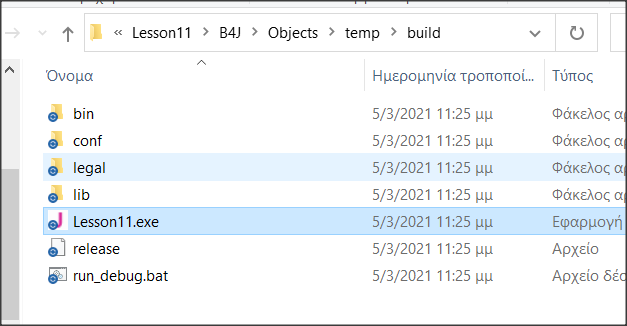 « Lesson11 > B4J > Objects > temp > build
Όνομα Ημερομηνία τροποποί... Τύπος
bin 5/3/2021 11:25 μμ Φάκελος αρ
conf 5/3/2021 11:25 μμ Φάκελος αρ
legal 5/3/2021 11:25 μμ Φάκελος αρ
lib 5/3/2021 11:25 μμ Φάκελος αρ
Lesson11.exe 5/3/2021 11:25 μμ Εφαρμογή
release 5/3/2021 11:25 μμ Αρχείο
run_debug.bat 5/3/2021 11:25 μμ Αρχείο δέσ